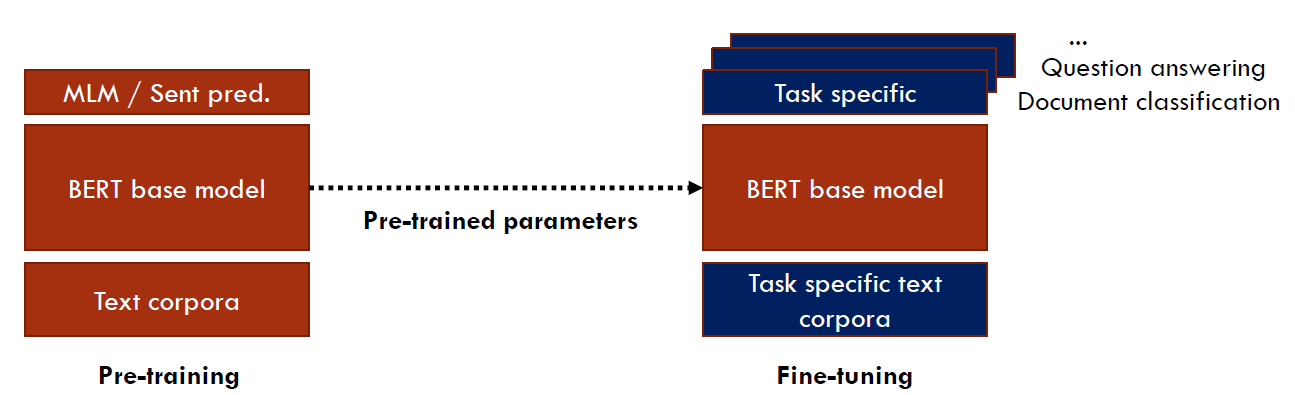 MLM / Sent pred.
BERT base model
Text corpora
Pre-training
Pre-trained parameters
...
Question answering
Document classification
Task specific
BERT base model
Task specific text
corpora
Fine-tuning